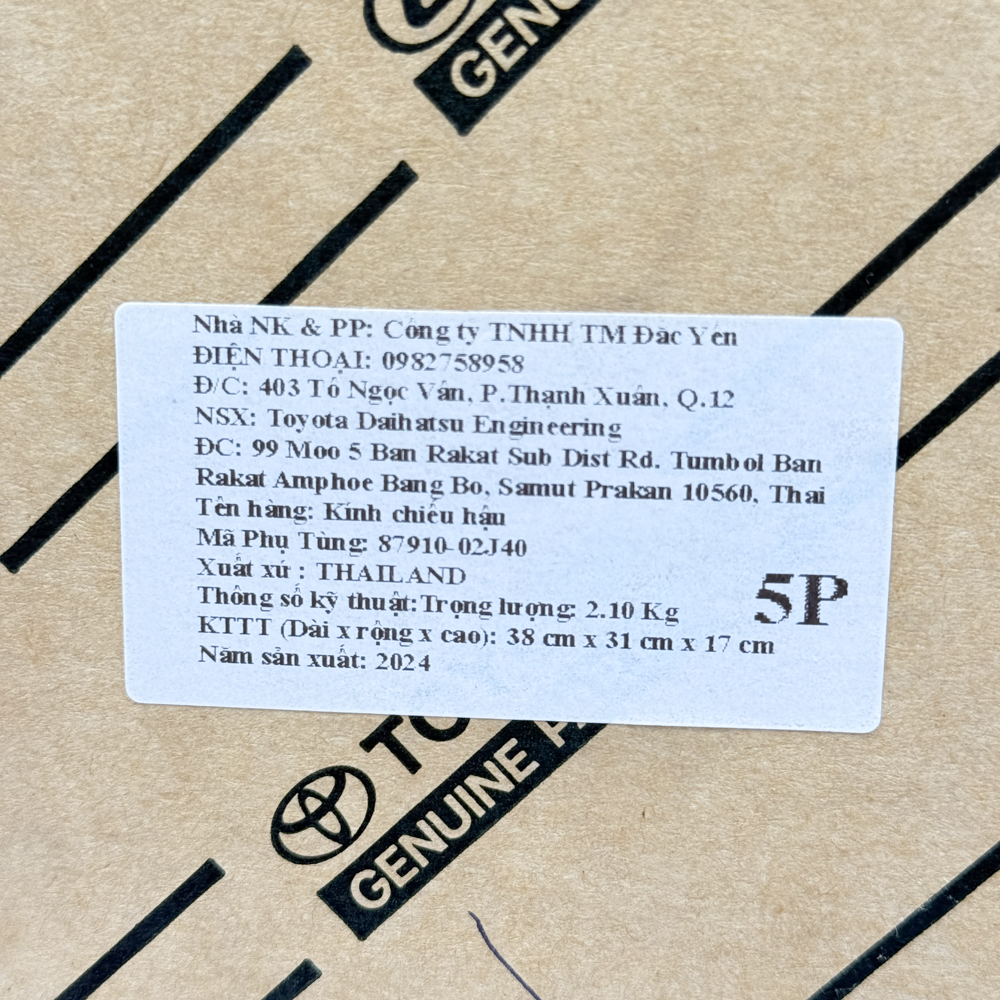 GENU
Nhà NK & PP: Công ty TNHH TM Đăc Yên
ĐIỆN THOẠI: 0982758958
Đ/C: 403 Tô Ngọc Vân, P.Thạnh Xuân, Q.12
NSX: Toyota Daihatsu Engineering
ĐC: 99 Moo 5 Ban Rakat Sub Dist Rd. Tumbol Ban
Rakat Amphoe Bang Bo, Samut Prakan 10560, Thai
Tên hàng: Kính chiếu hậu
Mã Phụ Tùng: 87910-02J40
Xuất xứ : THAILAND
Thông số kỹ thuật:Trọng lượng: 2.10 Kg
5P
KTTT (Dài x rộng x cao): 38 cm x 31 cm x 17 cm
Năm sản xuất: 2024
TO
GENUINE PA